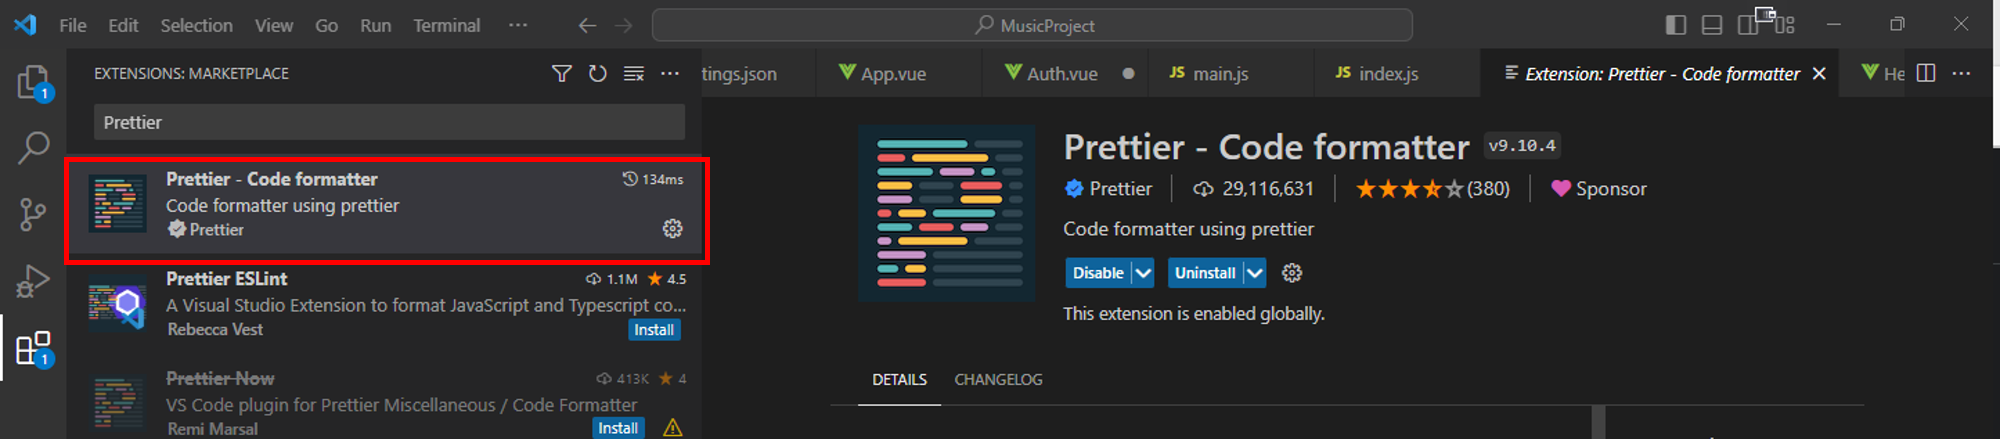 File Edit Selection View Go Run Terminal ··· MusicProject
EXTENSIONS: MARKETPLACE
Prettier
Prettier - Code formatter 134ms
Code formatter using prettier
Prettier
Prettier ESLint 1.1M 4.5
A Visual Studio Extension to format JavaScript and Typescript co...
Rebecca Vest Install
Prettier Now 413K 4
VS Code plugin for Prettier Miscellaneous / Code Formatter
Remi Marsal Install
1
1
tings.json App.vue Auth.vue JS main.js JS index.js Extension: Prettier - Code formatter He
Prettier - Code formatter v9.10.4
Prettier 29,116,631 (380) Sponsor
Code formatter using prettier
Disable Uninstall
This extension is enabled globally.
DETAILS CHANGELOG